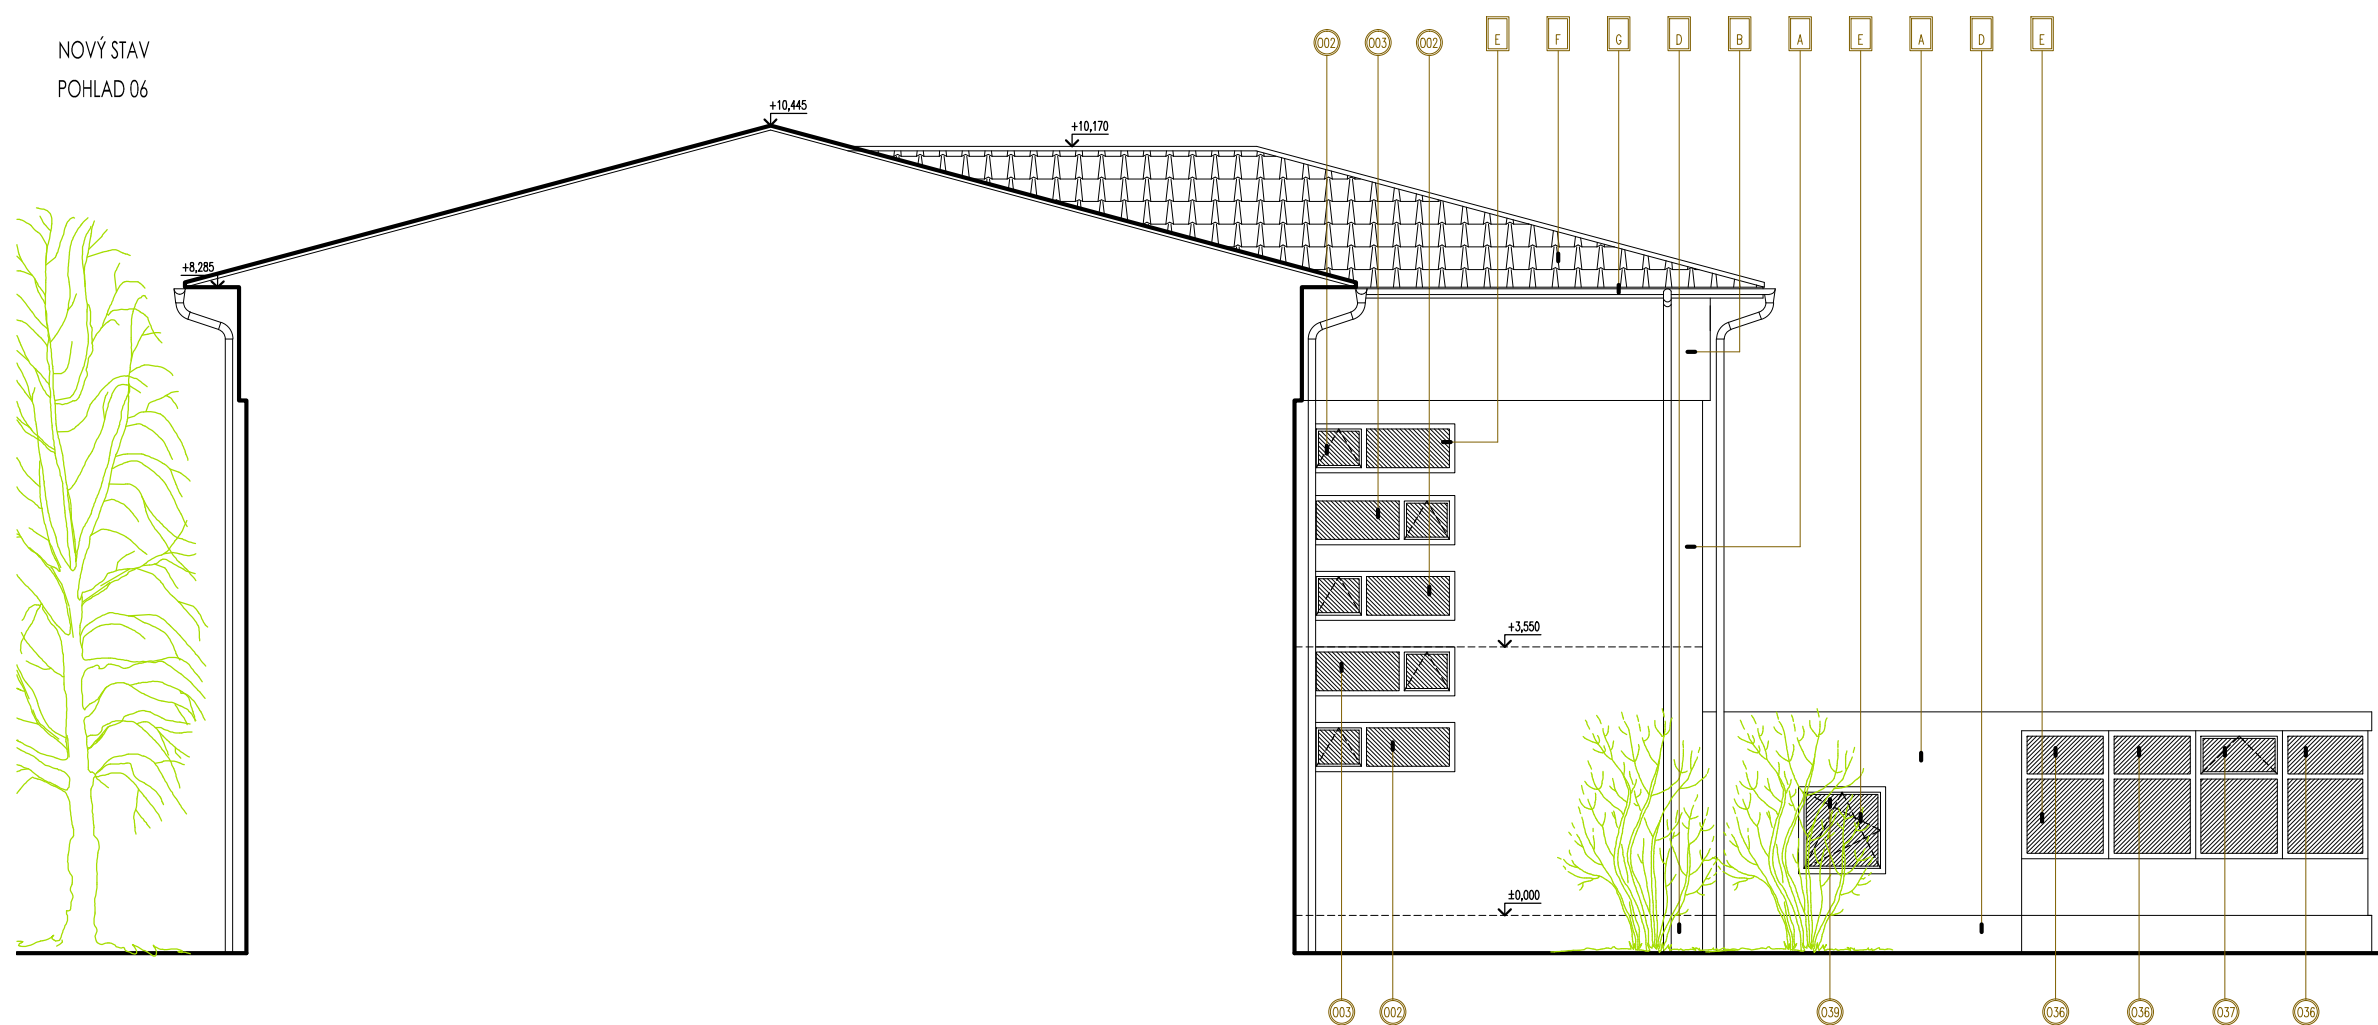 NOVÝ STAV
POHLAD 06
002 003 002 E F G D B A E A D E
+10,445
+10,170
+8,285
+3,550
±0,000
003 002 039 036 036 037 036